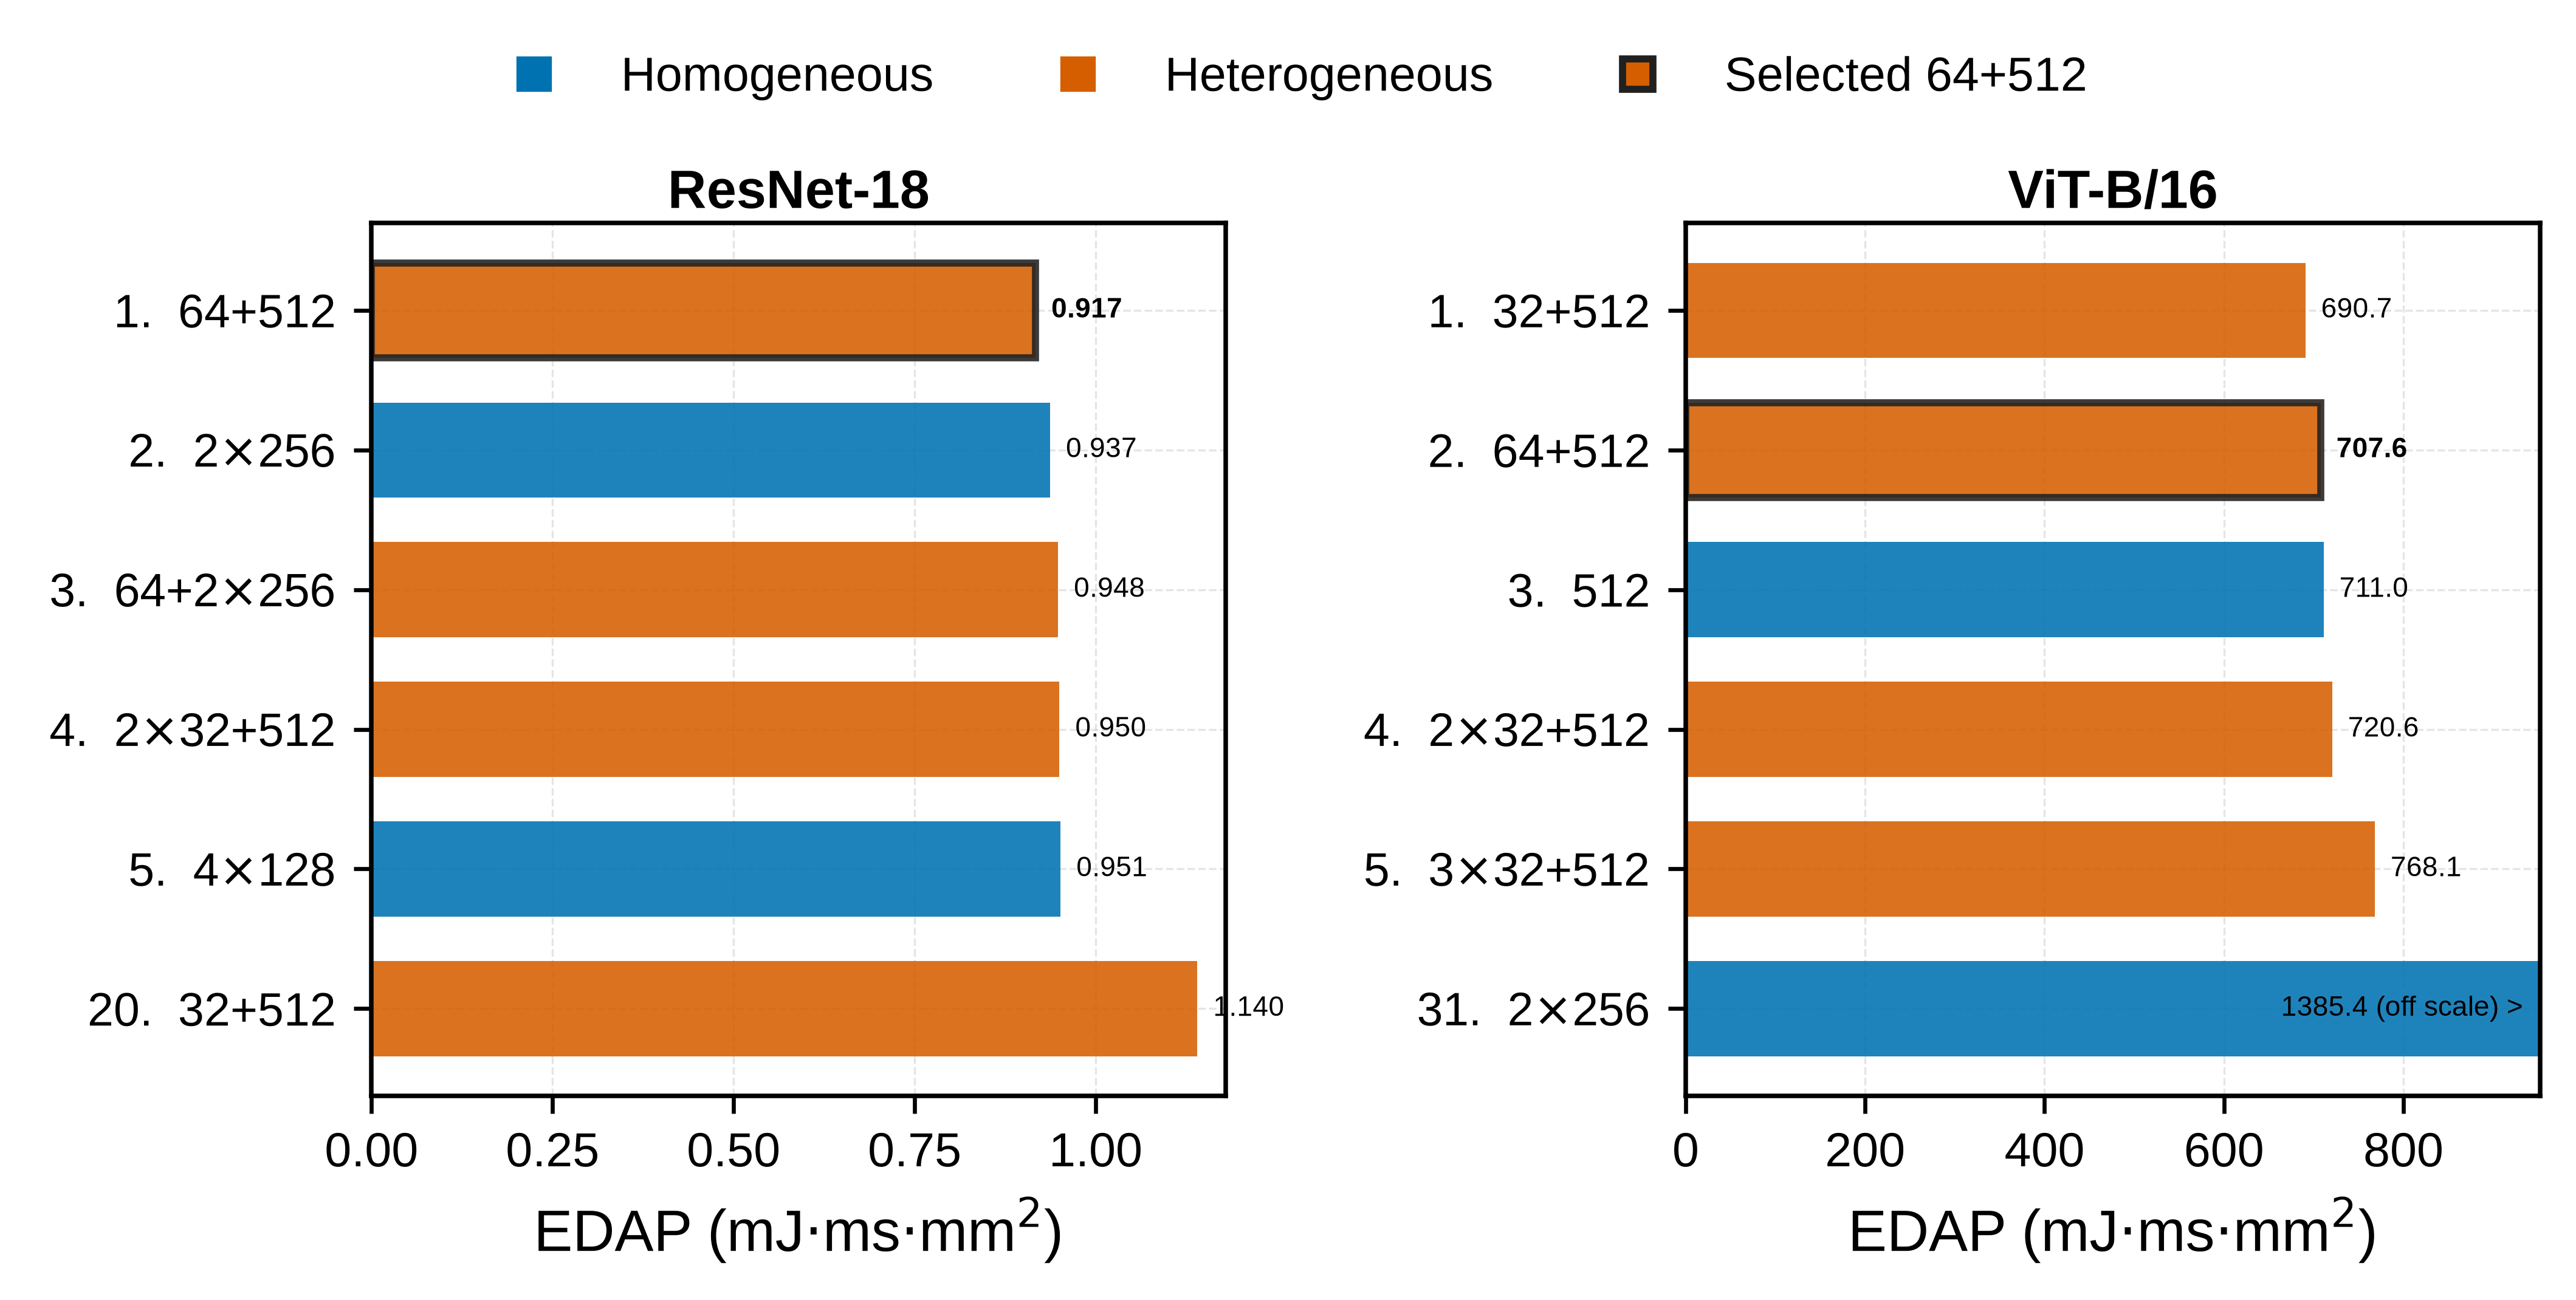 Homogeneous Heterogeneous Selected 64+512
ResNet-18
1. 64+512 0.917
2. 2×256 0.937
3. 64+2×256 0.948
4. 2×32+512 0.950
5. 4×128 0.951
20. 32+512 1.140
0.00 0.25 0.50 0.75 1.00
EDAP (mJ·ms·mm²)
ViT-B/16
1. 32+512 690.7
2. 64+512 707.6
3. 512 711.0
4. 2×32+512 720.6
5. 3×32+512 768.1
31. 2×256 1385.4 (off scale) >
0 200 400 600 800
EDAP (mJ·ms·mm²)